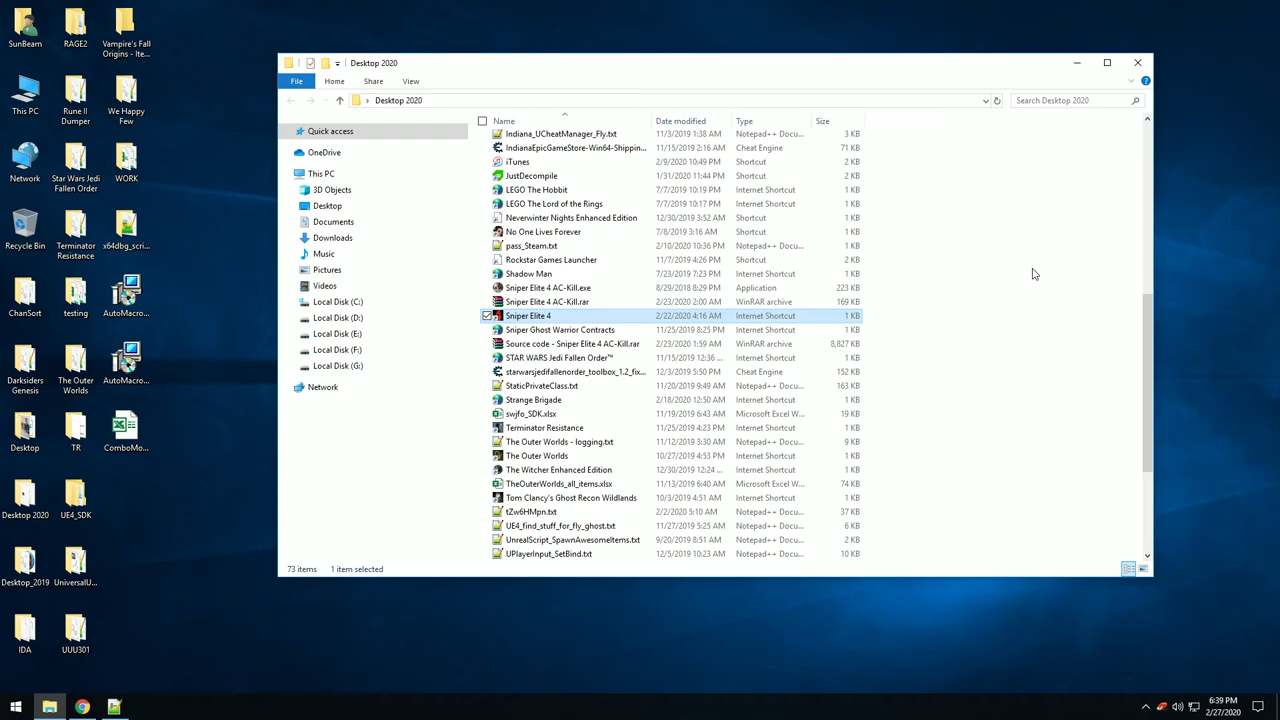 SunBeam
RAGE2
Vampire's Fall
Origins - Ite...
This PC
Rune II
Dumper
We Happy
Few
Network
Star Wars Jedi
Fallen Order
WORK
Recycle Bin
Terminator
Resistance
x64dbg_scri...
ChanSort
testing
AutoMacro...
Darksiders
Genesis
The Outer
Worlds
AutoMacro...
Desktop
TR
ComboMo...
Desktop 2020
UE4_SDK
Desktop_2019
UniversalU...
IDA
UUU301
Desktop 2020
File Home Share View
Desktop 2020
Search Desktop 2020
Quick access
OneDrive
This PC
3D Objects
Desktop
Documents
Downloads
Music
Pictures
Videos
Local Disk (C:)
Local Disk (D:)
Local Disk (E:)
Local Disk (F:)
Local Disk (G:)
Network
Name Date modified Type Size
Indiana_UCheatManager_Fly.txt 11/3/2019 1:38 AM Notepad++ Docu... 3 KB
IndianaEpicGameStore-Win64-Shippin... 11/15/2019 2:16 AM Cheat Engine 71 KB
iTunes 2/9/2020 10:49 PM Shortcut 2 KB
JustDecompile 1/31/2020 11:44 PM Shortcut 2 KB
LEGO The Hobbit 7/7/2019 10:19 PM Internet Shortcut 1 KB
LEGO The Lord of the Rings 7/7/2019 10:17 PM Internet Shortcut 1 KB
Neverwinter Nights Enhanced Edition 12/30/2019 3:52 AM Shortcut 1 KB
No One Lives Forever 7/8/2019 3:16 AM Shortcut 1 KB
pass_Steam.txt 2/10/2020 10:36 PM Notepad++ Docu... 1 KB
Rockstar Games Launcher 11/7/2019 4:26 PM Shortcut 2 KB
Shadow Man 7/23/2019 7:23 PM Internet Shortcut 1 KB
Sniper Elite 4 AC-Kill.exe 8/29/2018 8:29 PM Application 223 KB
Sniper Elite 4 AC-Kill.rar 2/23/2020 2:00 AM WinRAR archive 169 KB
Sniper Elite 4 2/22/2020 4:16 AM Internet Shortcut 1 KB
Sniper Ghost Warrior Contracts 11/25/2019 8:25 PM Internet Shortcut 1 KB
Source code - Sniper Elite 4 AC-Kill.rar 2/23/2020 1:59 AM WinRAR archive 8,827 KB
STAR WARS Jedi Fallen Order™ 11/15/2019 12:36 ... Internet Shortcut 1 KB
starwarsjedifallenorder_toolbox_1.2_fix... 12/3/2019 5:50 PM Cheat Engine 152 KB
StaticPrivateClass.txt 11/20/2019 9:49 AM Notepad++ Docu... 163 KB
Strange Brigade 2/18/2020 12:50 AM Internet Shortcut 1 KB
swjfo_SDK.xlsx 11/19/2019 6:43 AM Microsoft Excel W... 19 KB
Terminator Resistance 11/25/2019 4:23 PM Internet Shortcut 1 KB
The Outer Worlds - logging.txt 11/12/2019 3:30 AM Notepad++ Docu... 9 KB
The Outer Worlds 10/27/2019 4:53 PM Internet Shortcut 1 KB
The Witcher Enhanced Edition 12/30/2019 12:24 ... Internet Shortcut 1 KB
TheOuterWorlds_all_items.xlsx 11/13/2019 6:40 AM Microsoft Excel W... 74 KB
Tom Clancy's Ghost Recon Wildlands 10/3/2019 4:51 AM Internet Shortcut 1 KB
tZw6HMpn.txt 2/2/2020 5:10 AM Notepad++ Docu... 37 KB
UE4_find_stuff_for_fly_ghost.txt 11/27/2019 5:25 AM Notepad++ Docu... 6 KB
UnrealScript_SpawnAwesomeItems.txt 9/20/2019 8:51 AM Notepad++ Docu... 2 KB
UPlayerInput_SetBind.txt 12/5/2019 10:23 AM Notepad++ Docu... 10 KB
73 items 1 item selected
6:39 PM
2/27/2020